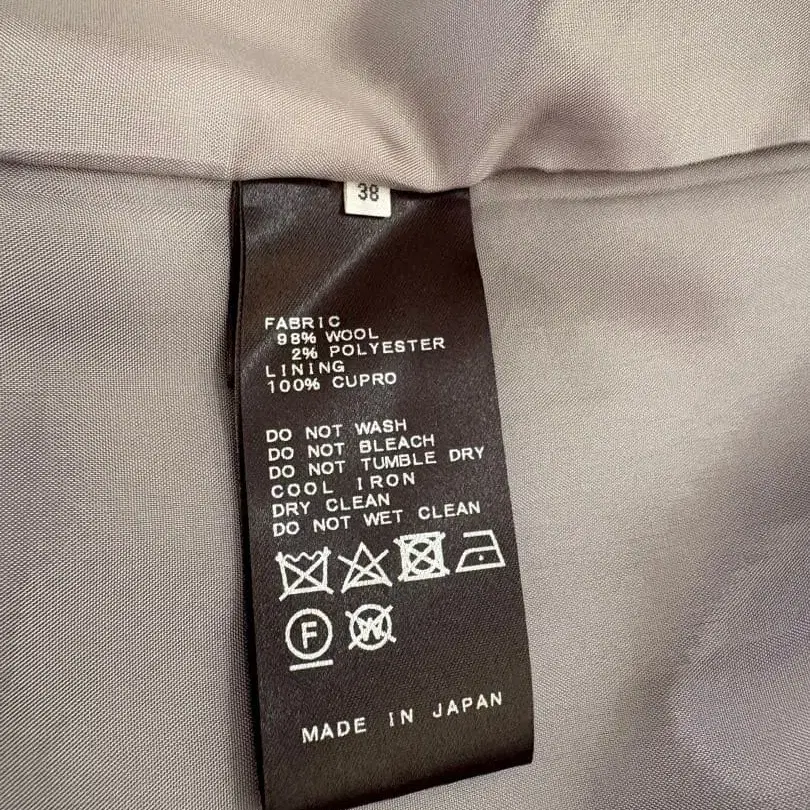 38
FABRIC
98% WOOL
2% POLYESTER
LINING
100% CUPRO
DO NOT WASH
DO NOT BLEACH
DO NOT TUMBLE DRY
COOL IRON
DRY CLEAN
DO NOT WET CLEAN
F W
MADE IN JAPAN